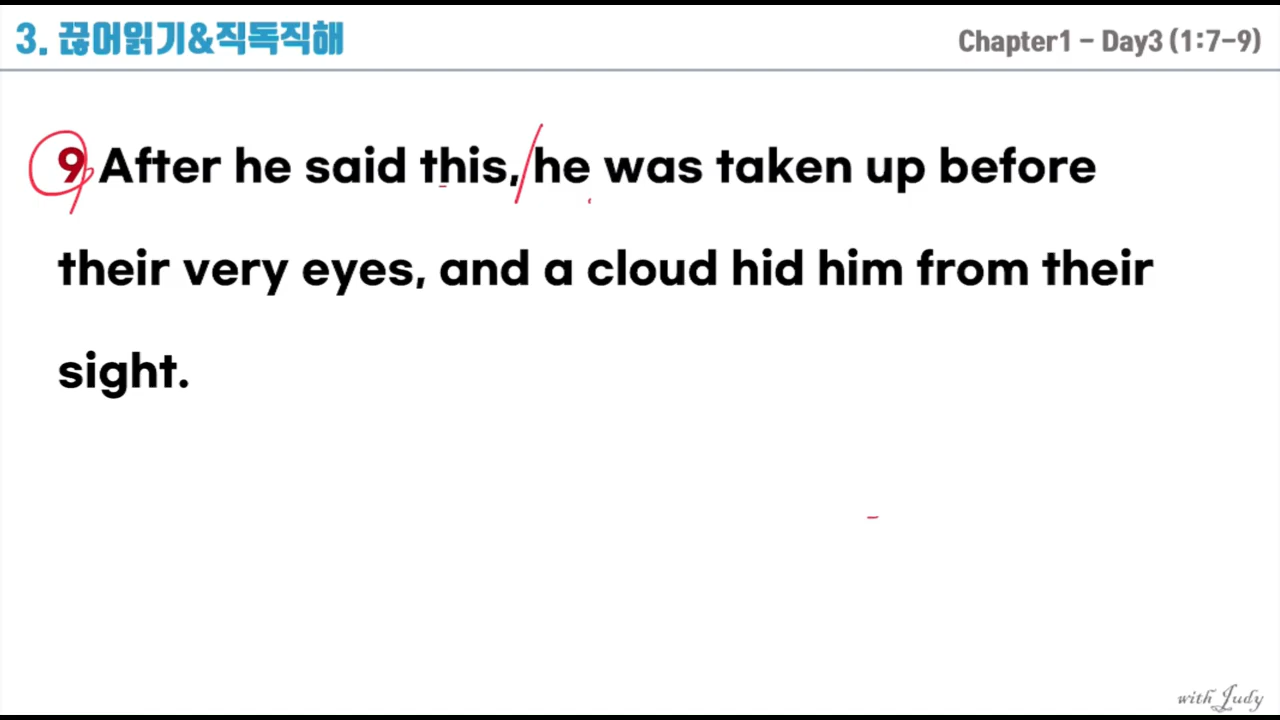 3. 끊어읽기&직독직해
Chapter1 - Day3 (1:7-9)
9 After he said this, he was taken up before
their very eyes, and a cloud hid him from their
sight.
with Judy